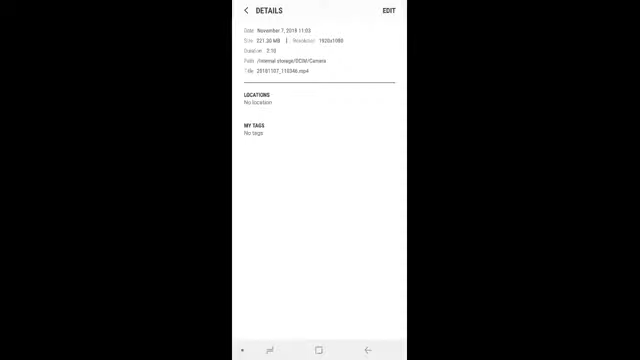 DETAILS EDIT
Date November 7, 2018 11:03
Size 221.30 MB | Resolution 1920x1080
Duration 2:10
Path /Internal storage/DCIM/Camera
Title 20181107_110346.mp4
LOCATIONS
No location
MY TAGS
No tags